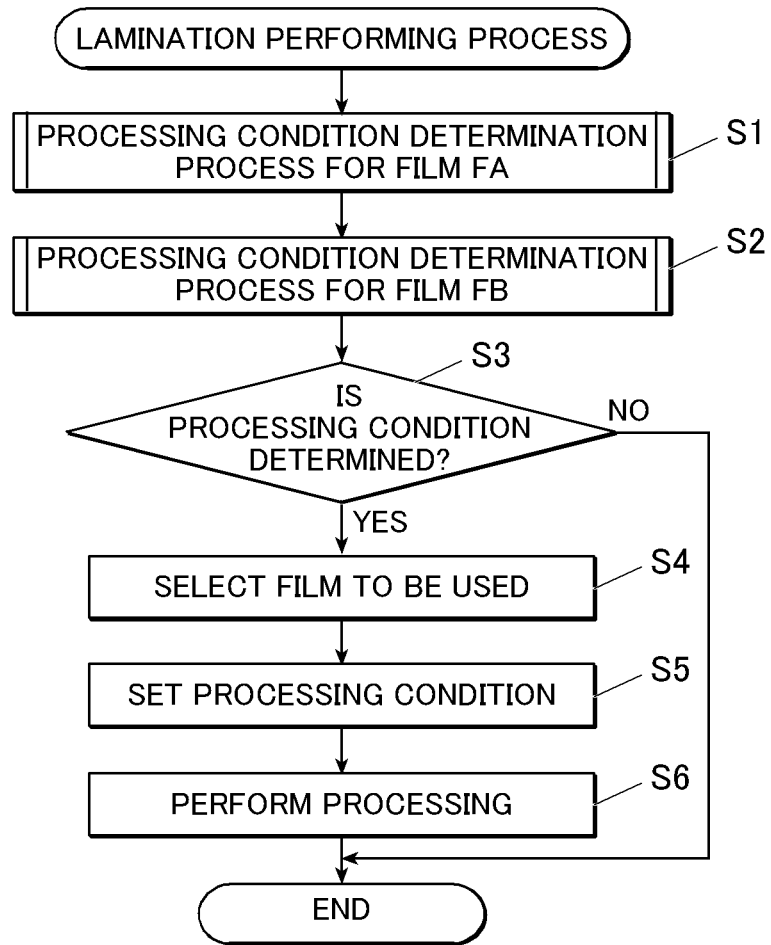 LAMINATION PERFORMING PROCESS
PROCESSING CONDITION DETERMINATION
PROCESS FOR FILM FA
S1
PROCESSING CONDITION DETERMINATION
PROCESS FOR FILM FB
S2
S3
IS
PROCESSING CONDITION
DETERMINED?
NO
YES
SELECT FILM TO BE USED
S4
SET PROCESSING CONDITION
S5
PERFORM PROCESSING
S6
END